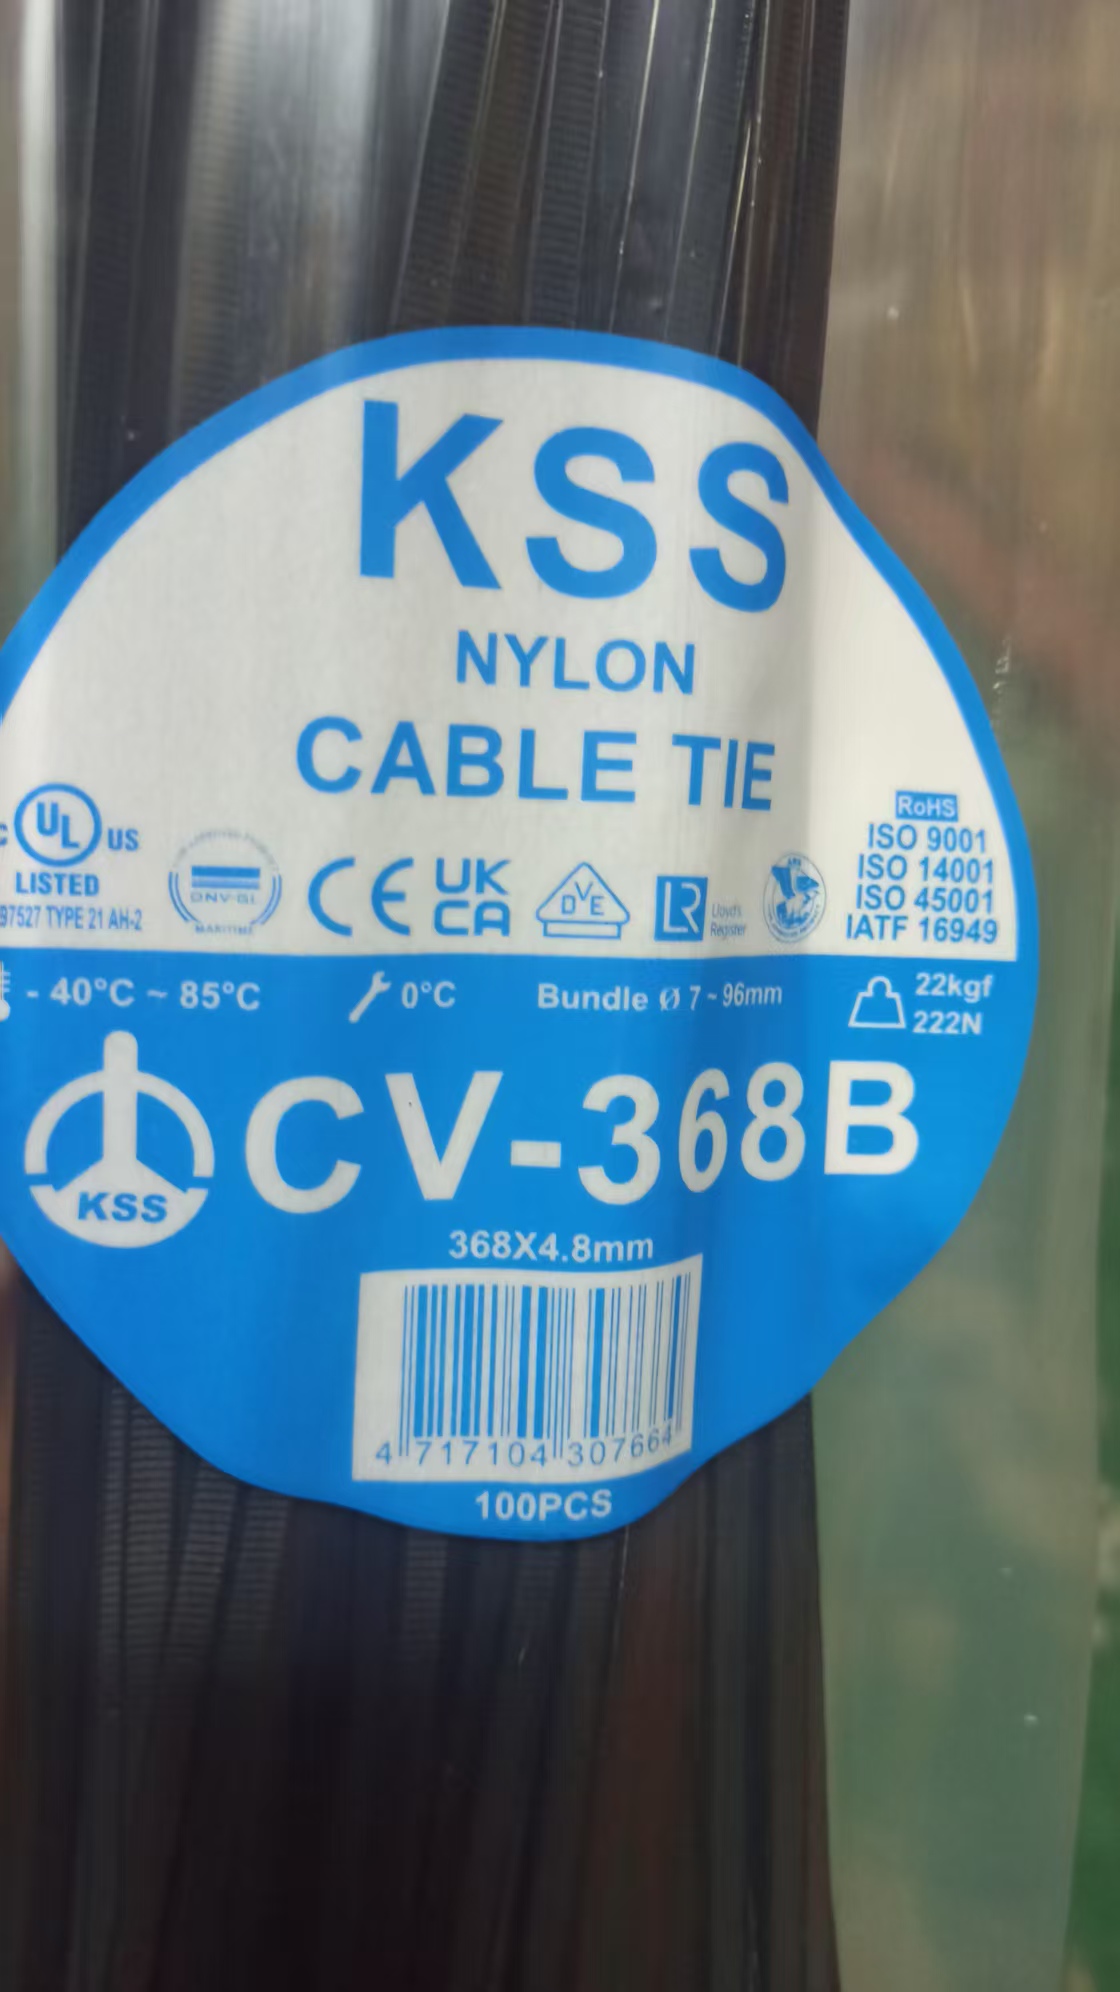 KSS
NYLON
CABLE TIE
C UL US
LISTED
97527 TYPE 21 AH-2
DNV-GL
MARITIME
CE
UK
CA
DVE
LR
Lloyd's
Register
RoHS
ISO 9001
ISO 14001
ISO 45001
IATF 16949
- 40°C ~ 85°C
0°C
Bundle Ø 7 ~ 96mm
22kgf
222N
KSS
CV-368B
368X4.8mm
4 717104 307664
100PCS